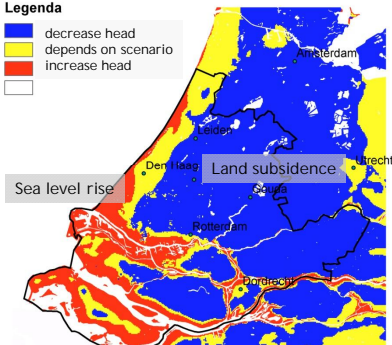 Legenda
decrease head
depends on scenario
increase head
Amsterdam
Leiden
Den Haag
Land subsidence
Utrecht
Sea level rise
Gouda
Rotterdam
Dordrecht